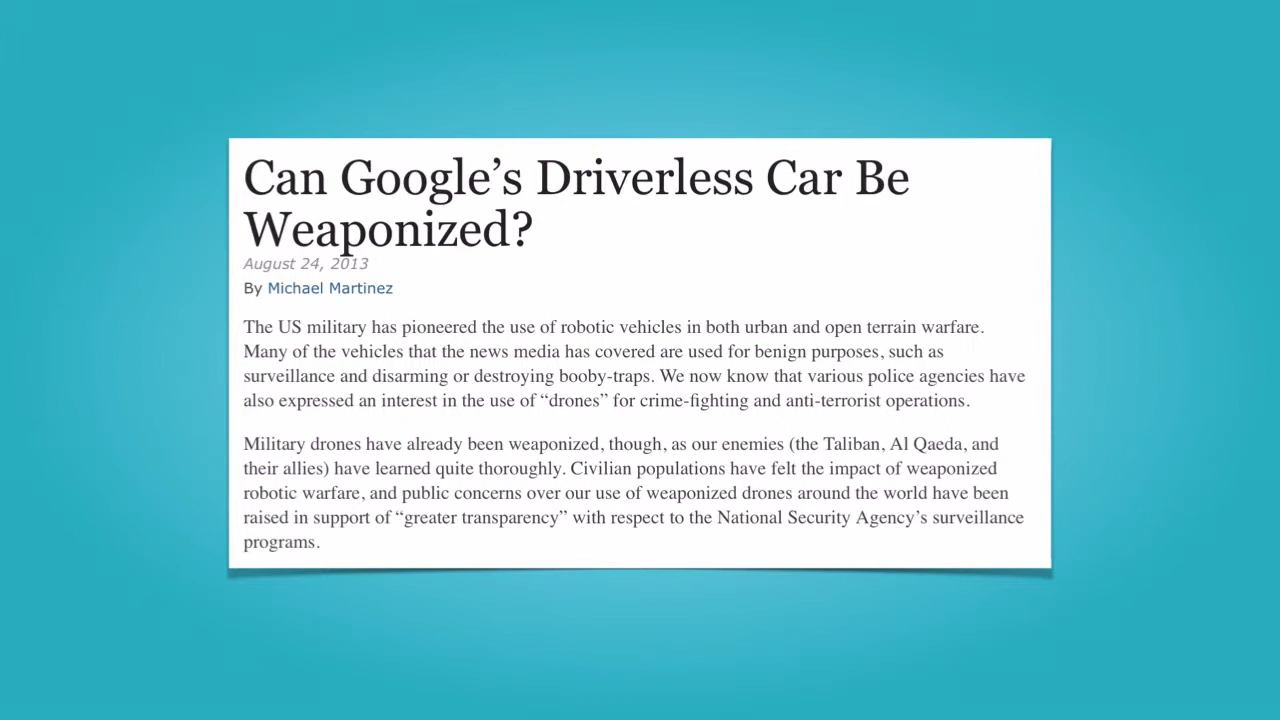 Can Google’s Driverless Car Be
Weaponized?
August 24, 2013
By Michael Martinez
The US military has pioneered the use of robotic vehicles in both urban and open terrain warfare.
Many of the vehicles that the news media has covered are used for benign purposes, such as
surveillance and disarming or destroying booby-traps. We now know that various police agencies have
also expressed an interest in the use of “drones” for crime-fighting and anti-terrorist operations.
Military drones have already been weaponized, though, as our enemies (the Taliban, Al Qaeda, and
their allies) have learned quite thoroughly. Civilian populations have felt the impact of weaponized
robotic warfare, and public concerns over our use of weaponized drones around the world have been
raised in support of “greater transparency” with respect to the National Security Agency’s surveillance
programs.